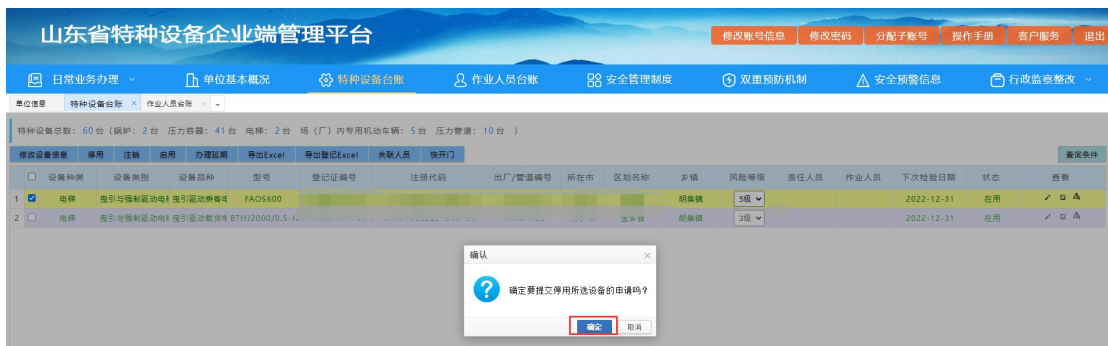 山东省特种设备企业端管理平台
修改账号信息 修改密码 分配子账号 操作手册 客户服务 退出
日常业务办理 单位基本概况 特种设备台账 作业人员台账 安全管理制度 双重预防机制 安全预警信息 行政监察整改
单位信息 特种设备台账 × 作业人员台账 ×
特种设备总数: 60台 (锅炉: 2台 压力容器: 41台 电梯: 2台 场（厂）内专用机动车辆: 5台 压力管道: 10台 )
修改设备信息 停用 注销 启用 办理延期 导出Excel 导出登记Excel 关联人员 快开门 查询条件
设备种类 设备类别 设备品种 型号 登记证编号 注册代码 出厂/管道编号 所在市 区划名称 乡镇 风险等级 责任人员 作业人员 下次检验日期 状态 查看
1 电梯 曳引与强制驱动电 曳引驱动乘客电 FAOS600 胡集镇 5级 2022-12-31 在用
2 电梯 曳引与强制驱动电 曳引驱动载货电 BTHJ2000/0.5-J 胡集镇 3级 2022-12-31 在用
确认 ×
确定要提交停用所选设备的申请吗?
确定 取消